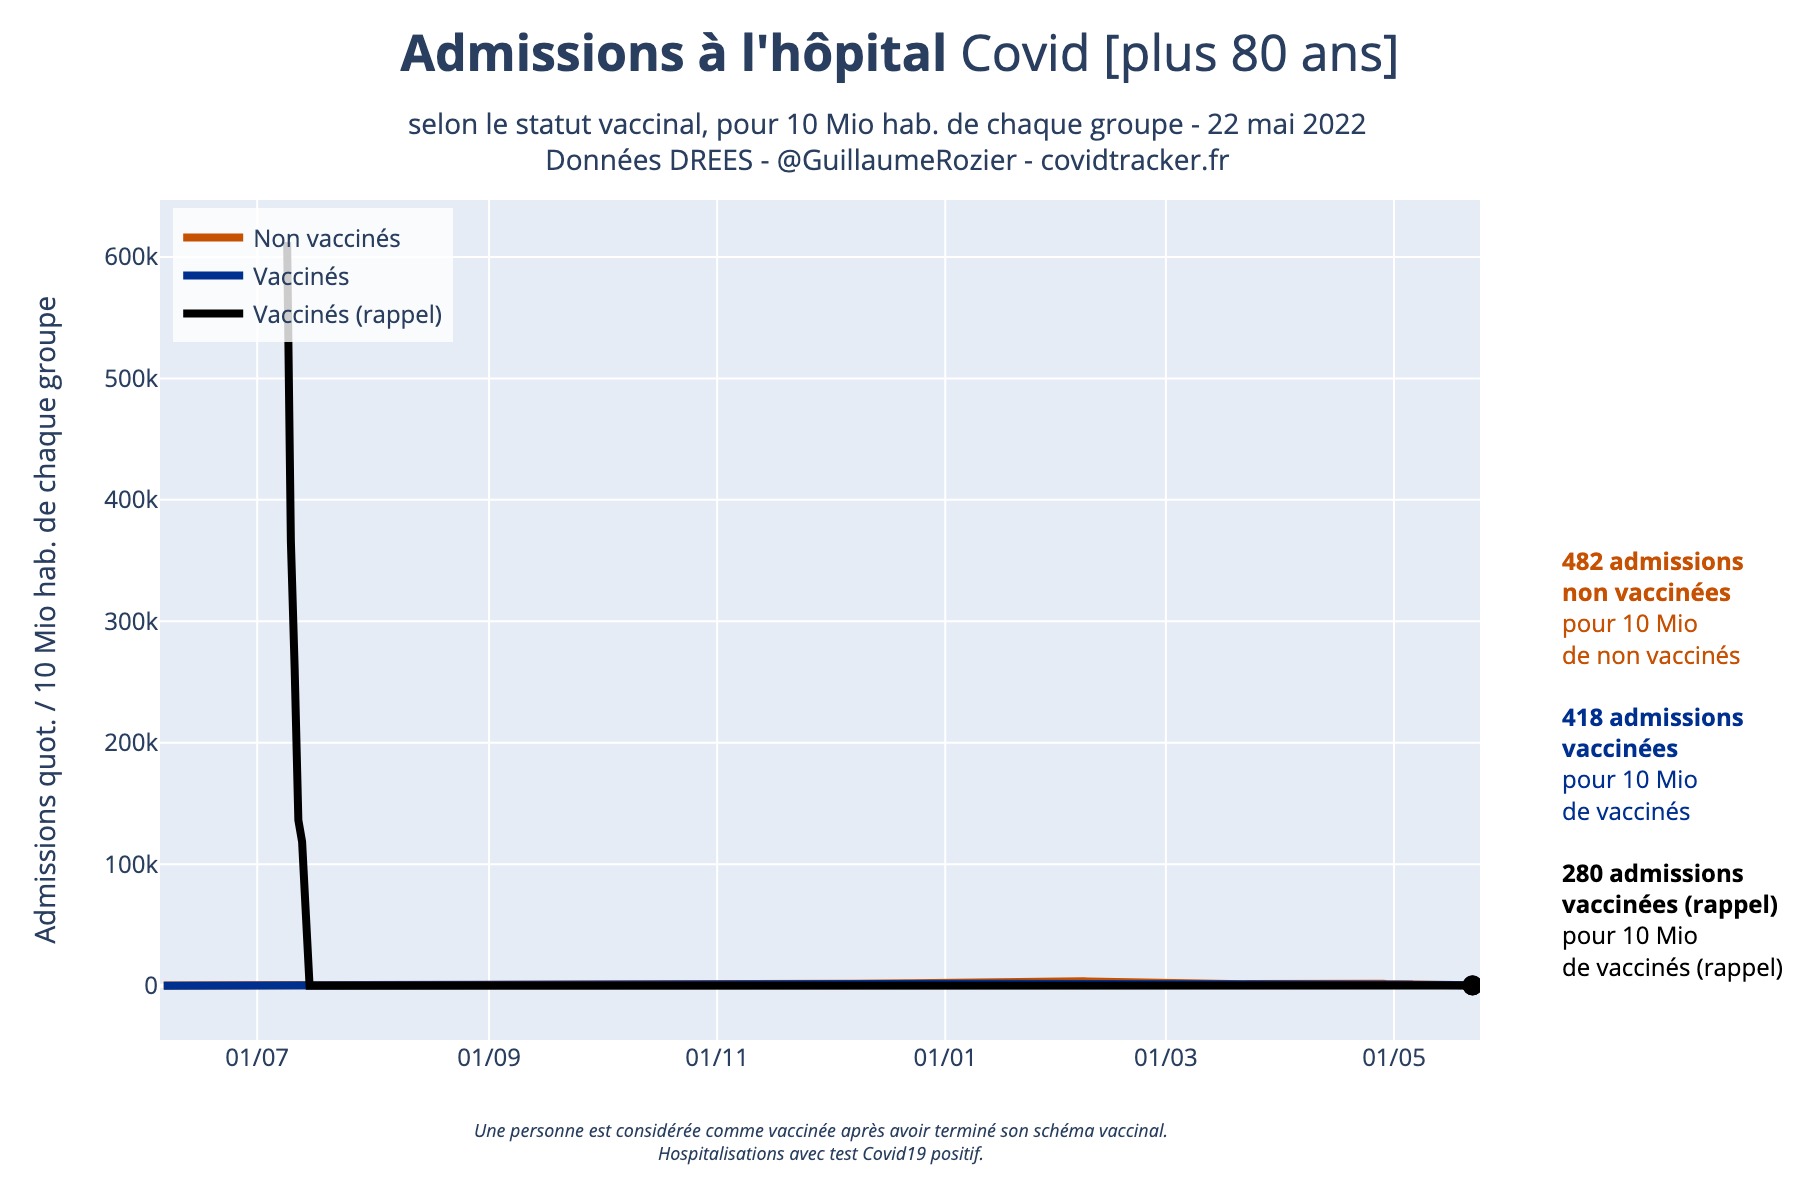 Admissions à l'hôpital Covid [plus 80 ans]
selon le statut vaccinal, pour 10 Mio hab. de chaque groupe - 22 mai 2022
Données DREES - @GuillaumeRozier - covidtracker.fr
Non vaccinés
Vaccinés
Vaccinés (rappel)
Admissions quot. / 10 Mio hab. de chaque groupe
600k
500k
400k
300k
200k
100k
0
01/07
01/09
01/11
01/01
01/03
01/05
482 admissions
non vaccinées
pour 10 Mio
de non vaccinés
418 admissions
vaccinées
pour 10 Mio
de vaccinés
280 admissions
vaccinées (rappel)
pour 10 Mio
de vaccinés (rappel)
Une personne est considérée comme vaccinée après avoir terminé son schéma vaccinal.
Hospitalisations avec test Covid19 positif.